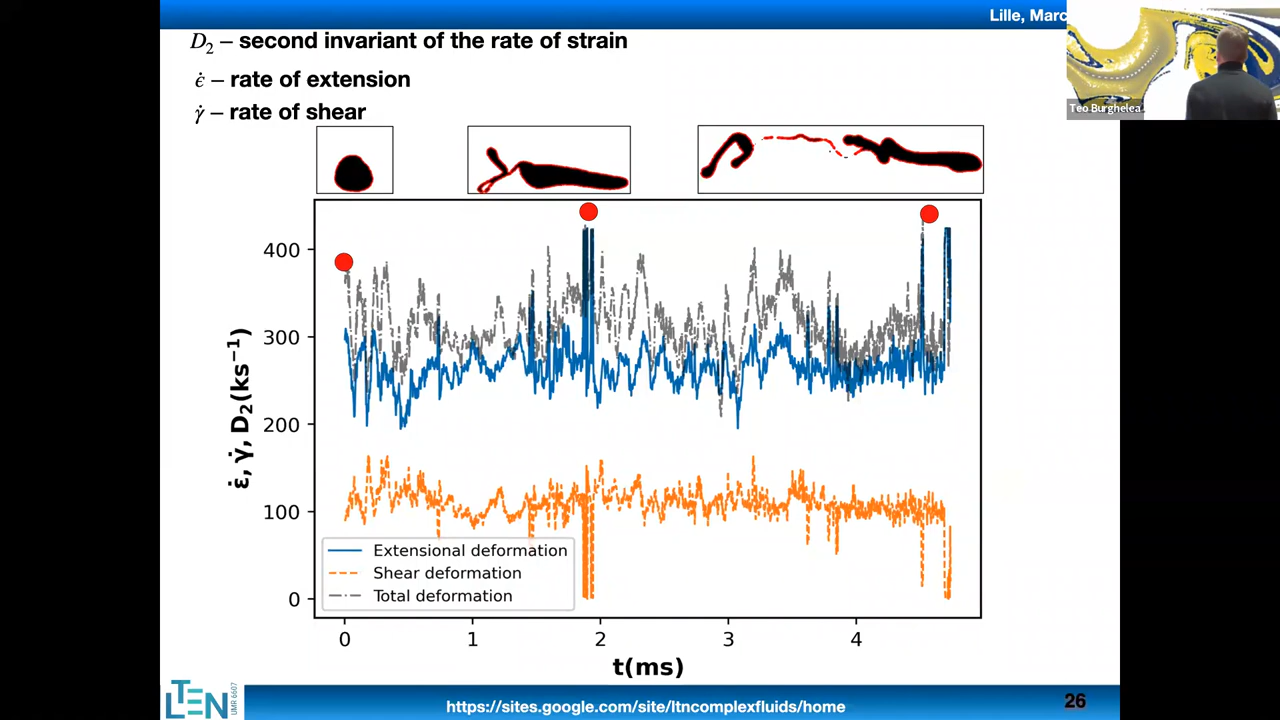 Lille, Marc
D₂ – second invariant of the rate of strain
ϵ̇ – rate of extension
γ̇ – rate of shear
Teo Burghelea
400
300
200
100
0
ε̇, γ̇, D₂(ks⁻¹)
Extensional deformation
Shear deformation
Total deformation
0 1 2 3 4
t(ms)
LTEN
UMR 6607
https://sites.google.com/site/ltncomplexfluids/home
26